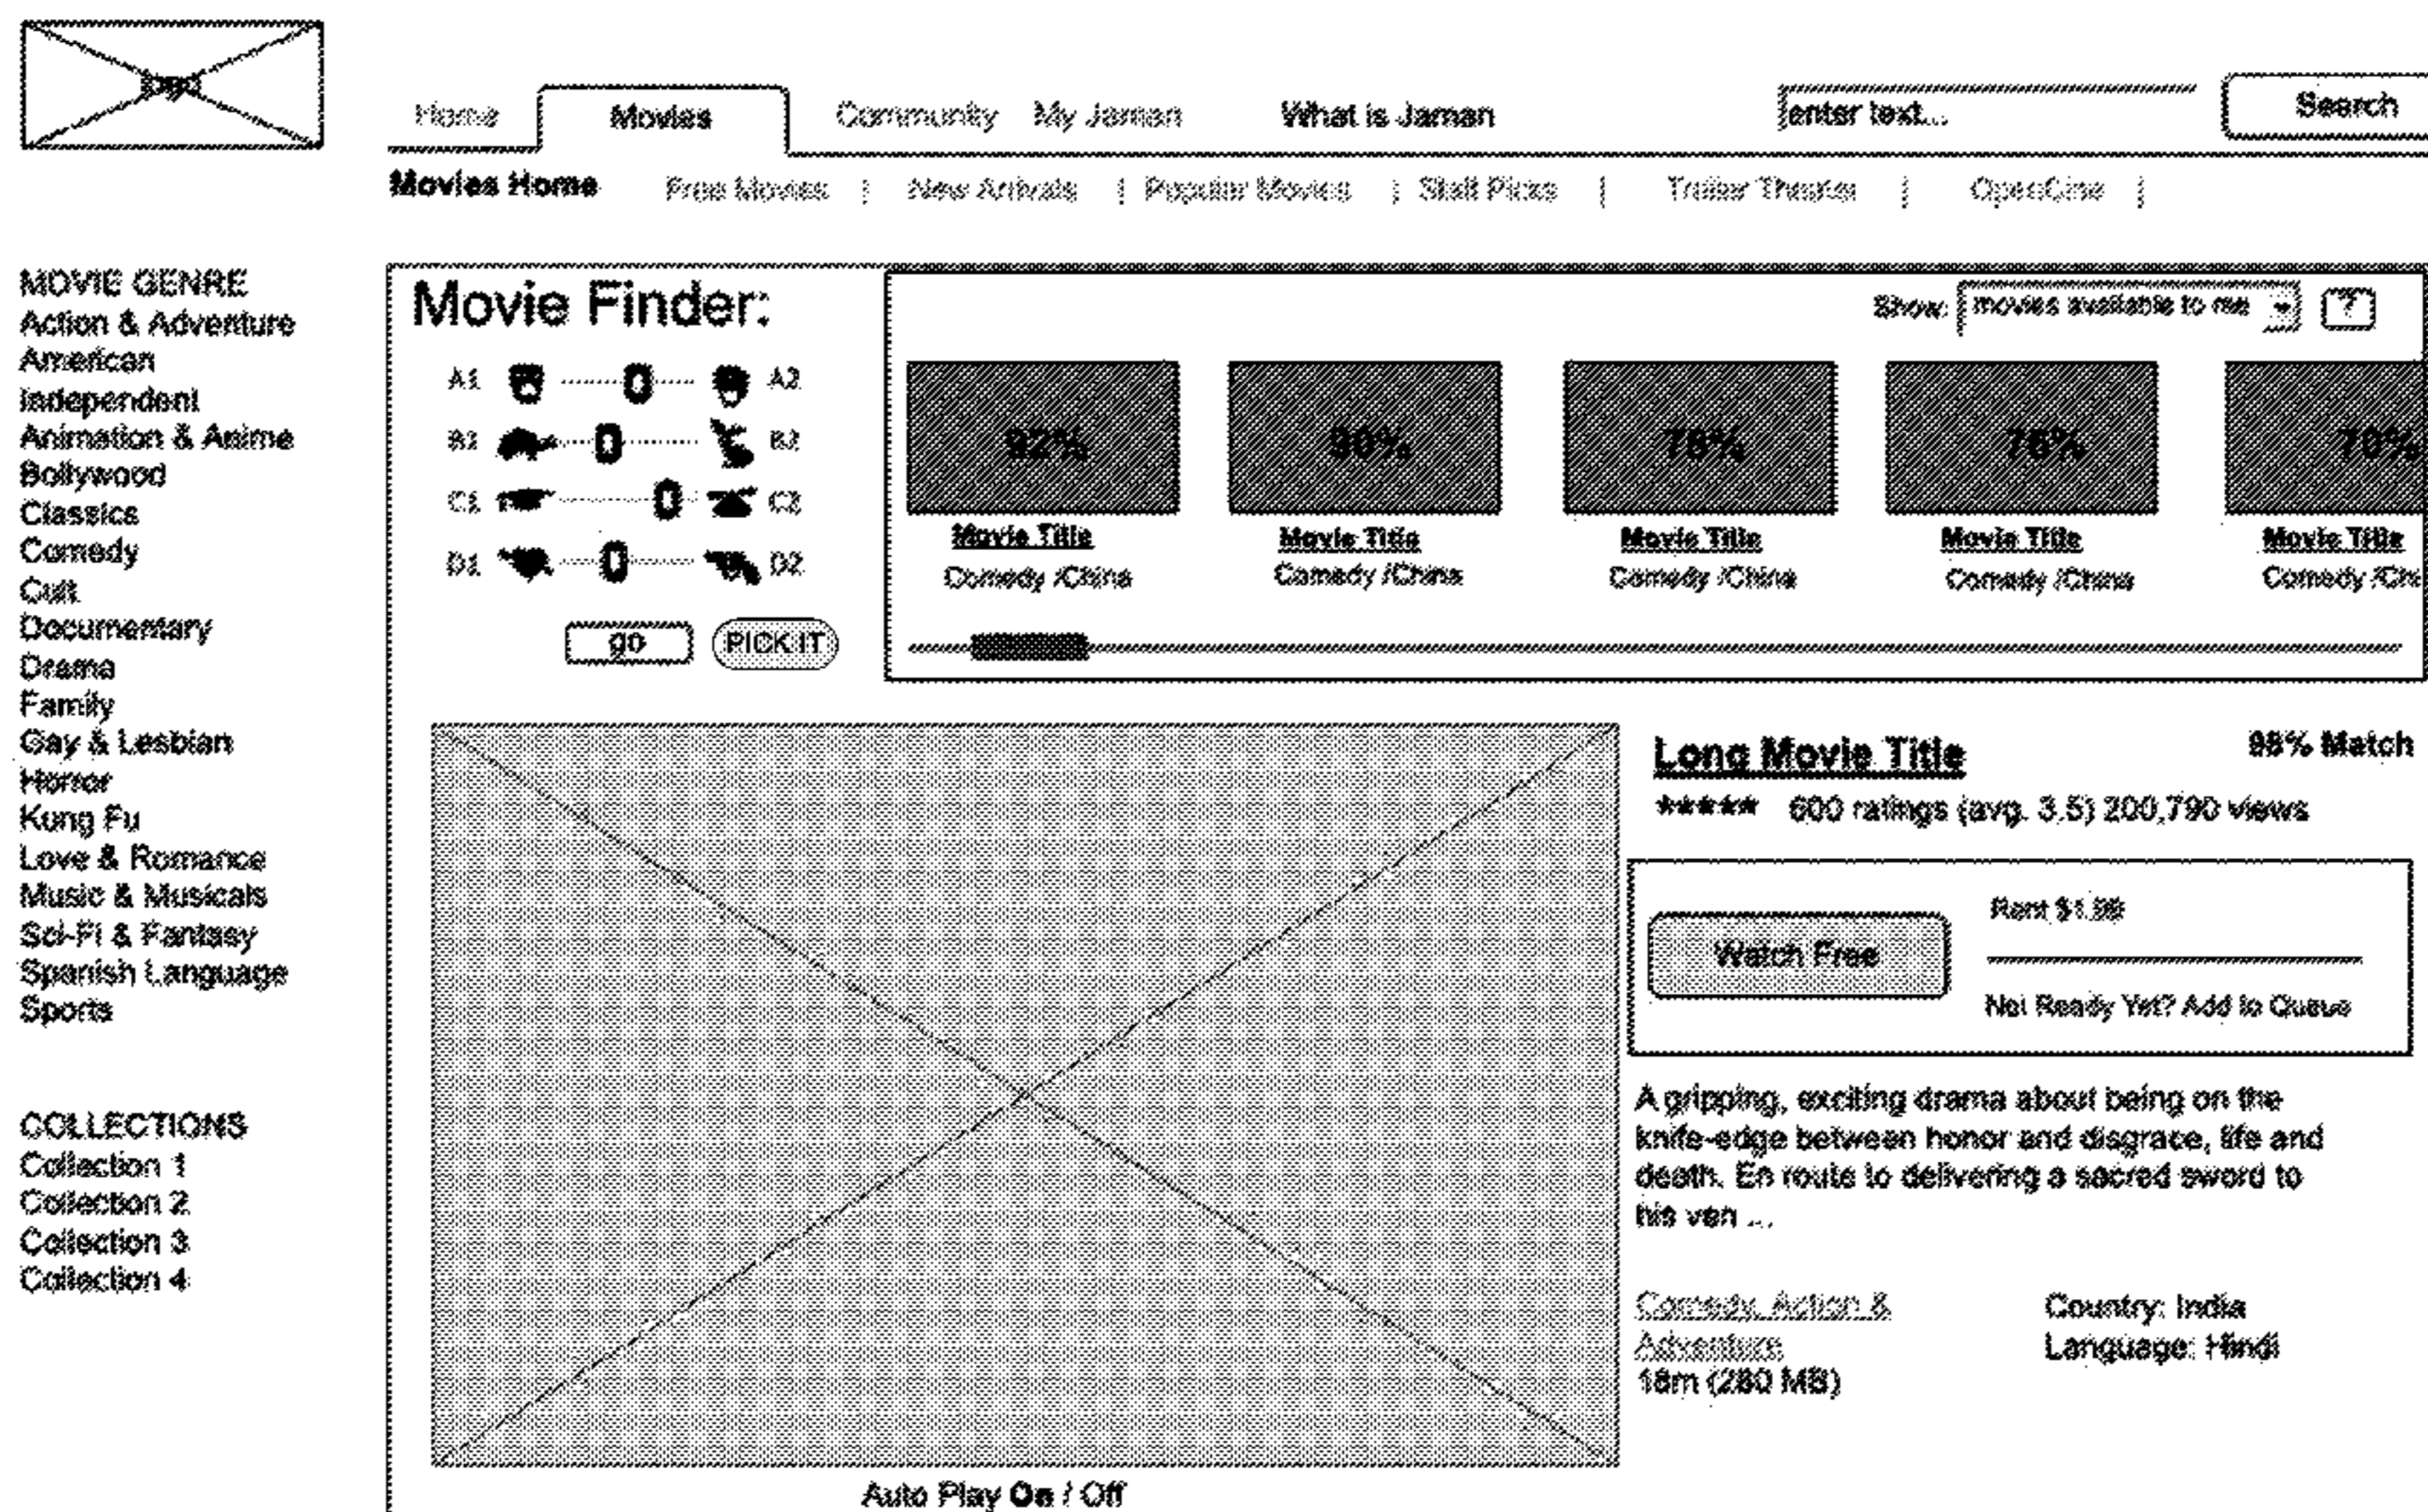 Home Movies Community My Jaman What is Jaman enter text... Search
Movies Home Free Movies | New Arrivals | Popular Movies | Staff Picks | Trailer Theater | OpenCine |
MOVIE GENRE
Action & Adventure
American
Independent
Animation & Anime
Bollywood
Classics
Comedy
Cult
Documentary
Drama
Family
Gay & Lesbian
Horror
Kung Fu
Love & Romance
Music & Musicals
Sci-Fi & Fantasy
Spanish Language
Sports
COLLECTIONS
Collection 1
Collection 2
Collection 3
Collection 4
Movie Finder:
A1 A2
B1 B2
C1 C2
D1 D2
go PICK IT
Show: movies available to me ?
92% 90% 78% 76% 70%
Movie Title Movie Title Movie Title Movie Title Movie Title
Comedy /China Comedy /China Comedy /China Comedy /China Comedy /Chi
Long Movie Title 98% Match
***** 600 ratings (avg. 3.5) 200,790 views
Watch Free
Rent $1.99
Not Ready Yet? Add to Queue
A gripping, exciting drama about being on the
knife-edge between honor and disgrace, life and
death. En route to delivering a sacred sword to
his ven ...
Comedy, Action &
Adventure
18m (280 MB)
Country: India
Language: Hindi
Auto Play On / Off